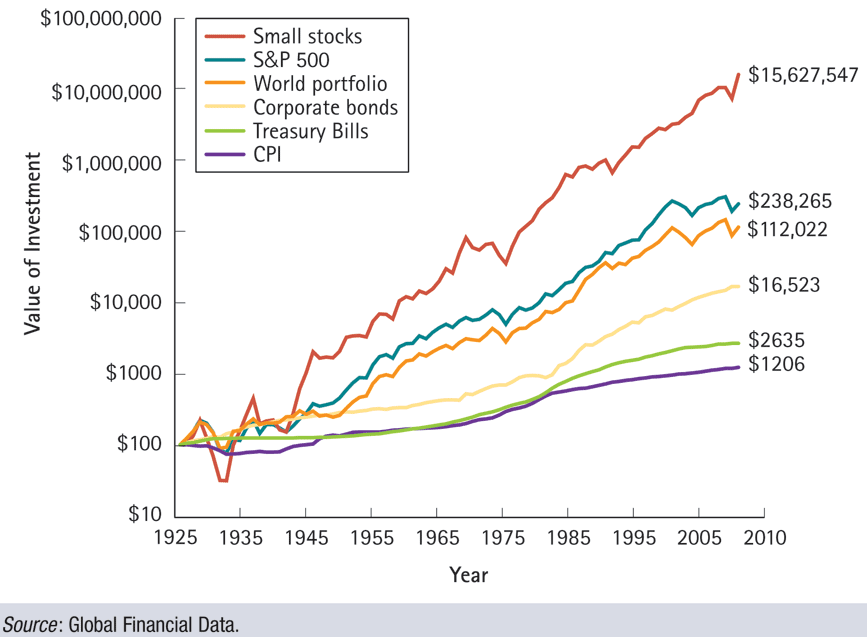 $100,000,000
$10,000,000
$1,000,000
$100,000
$10,000
$1000
$100
$10
Value of Investment
Small stocks
S&P 500
World portfolio
Corporate bonds
Treasury Bills
CPI
$15,627,547
$238,265
$112,022
$16,523
$2635
$1206
1925 1935 1945 1955 1965 1975 1985 1995 2005 2010
Year
Source: Global Financial Data.